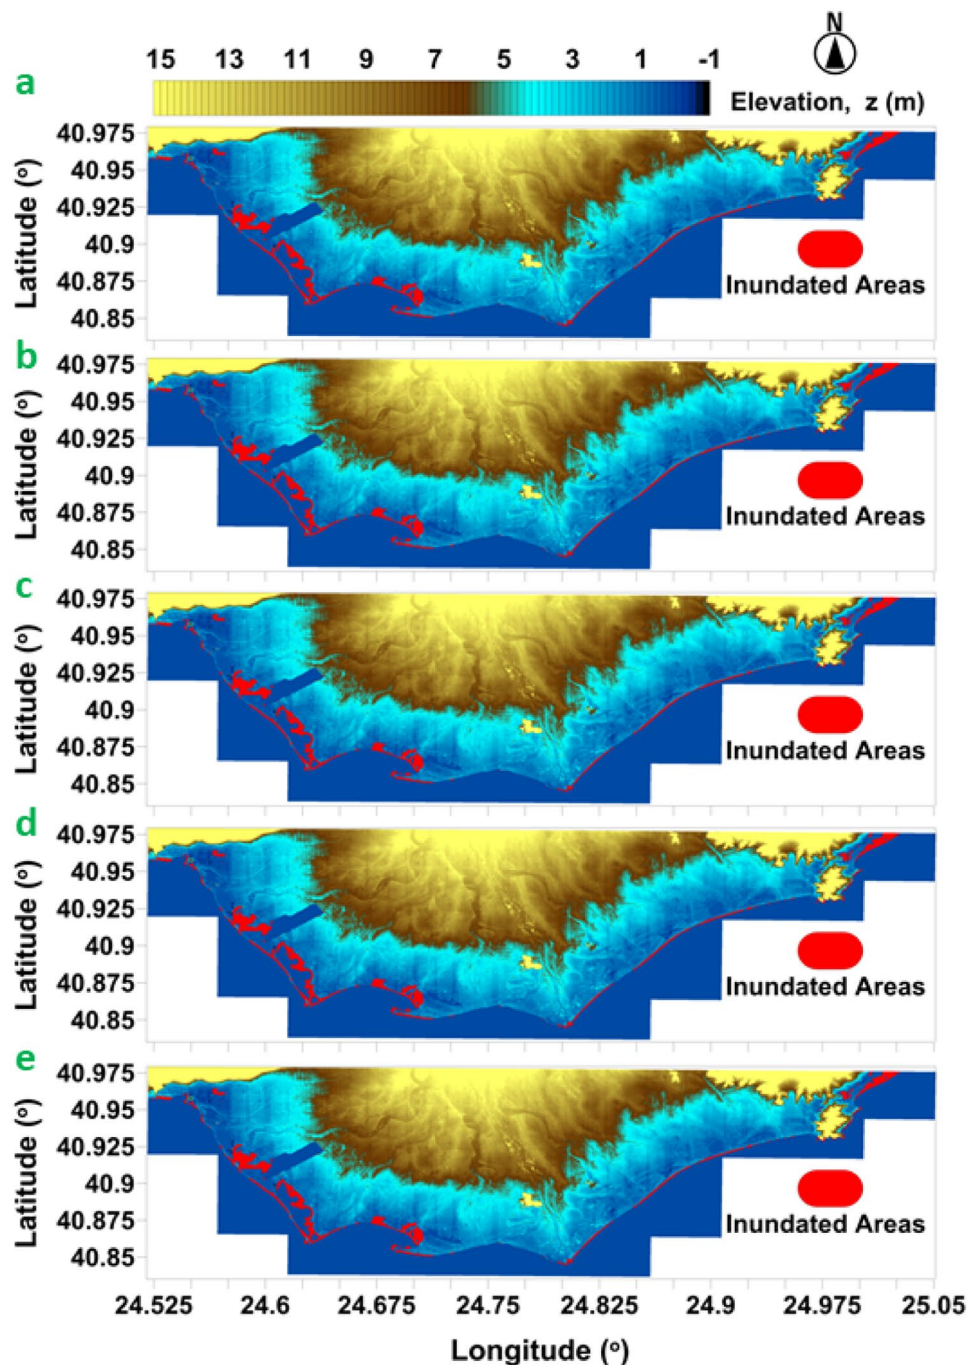 N
15 13 11 9 7 5 3 1 -1
a
Elevation, z (m)
40.975
40.95
40.925
40.9
40.875
40.85
Latitude (o)
Inundated Areas
b
40.975
40.95
40.925
40.9
40.875
40.85
Latitude (o)
Inundated Areas
c
40.975
40.95
40.925
40.9
40.875
40.85
Latitude (o)
Inundated Areas
d
40.975
40.95
40.925
40.9
40.875
40.85
Latitude (o)
Inundated Areas
e
40.975
40.95
40.925
40.9
40.875
40.85
Latitude (o)
Inundated Areas
24.525 24.6 24.675 24.75 24.825 24.9 24.975 25.05
Longitude (o)